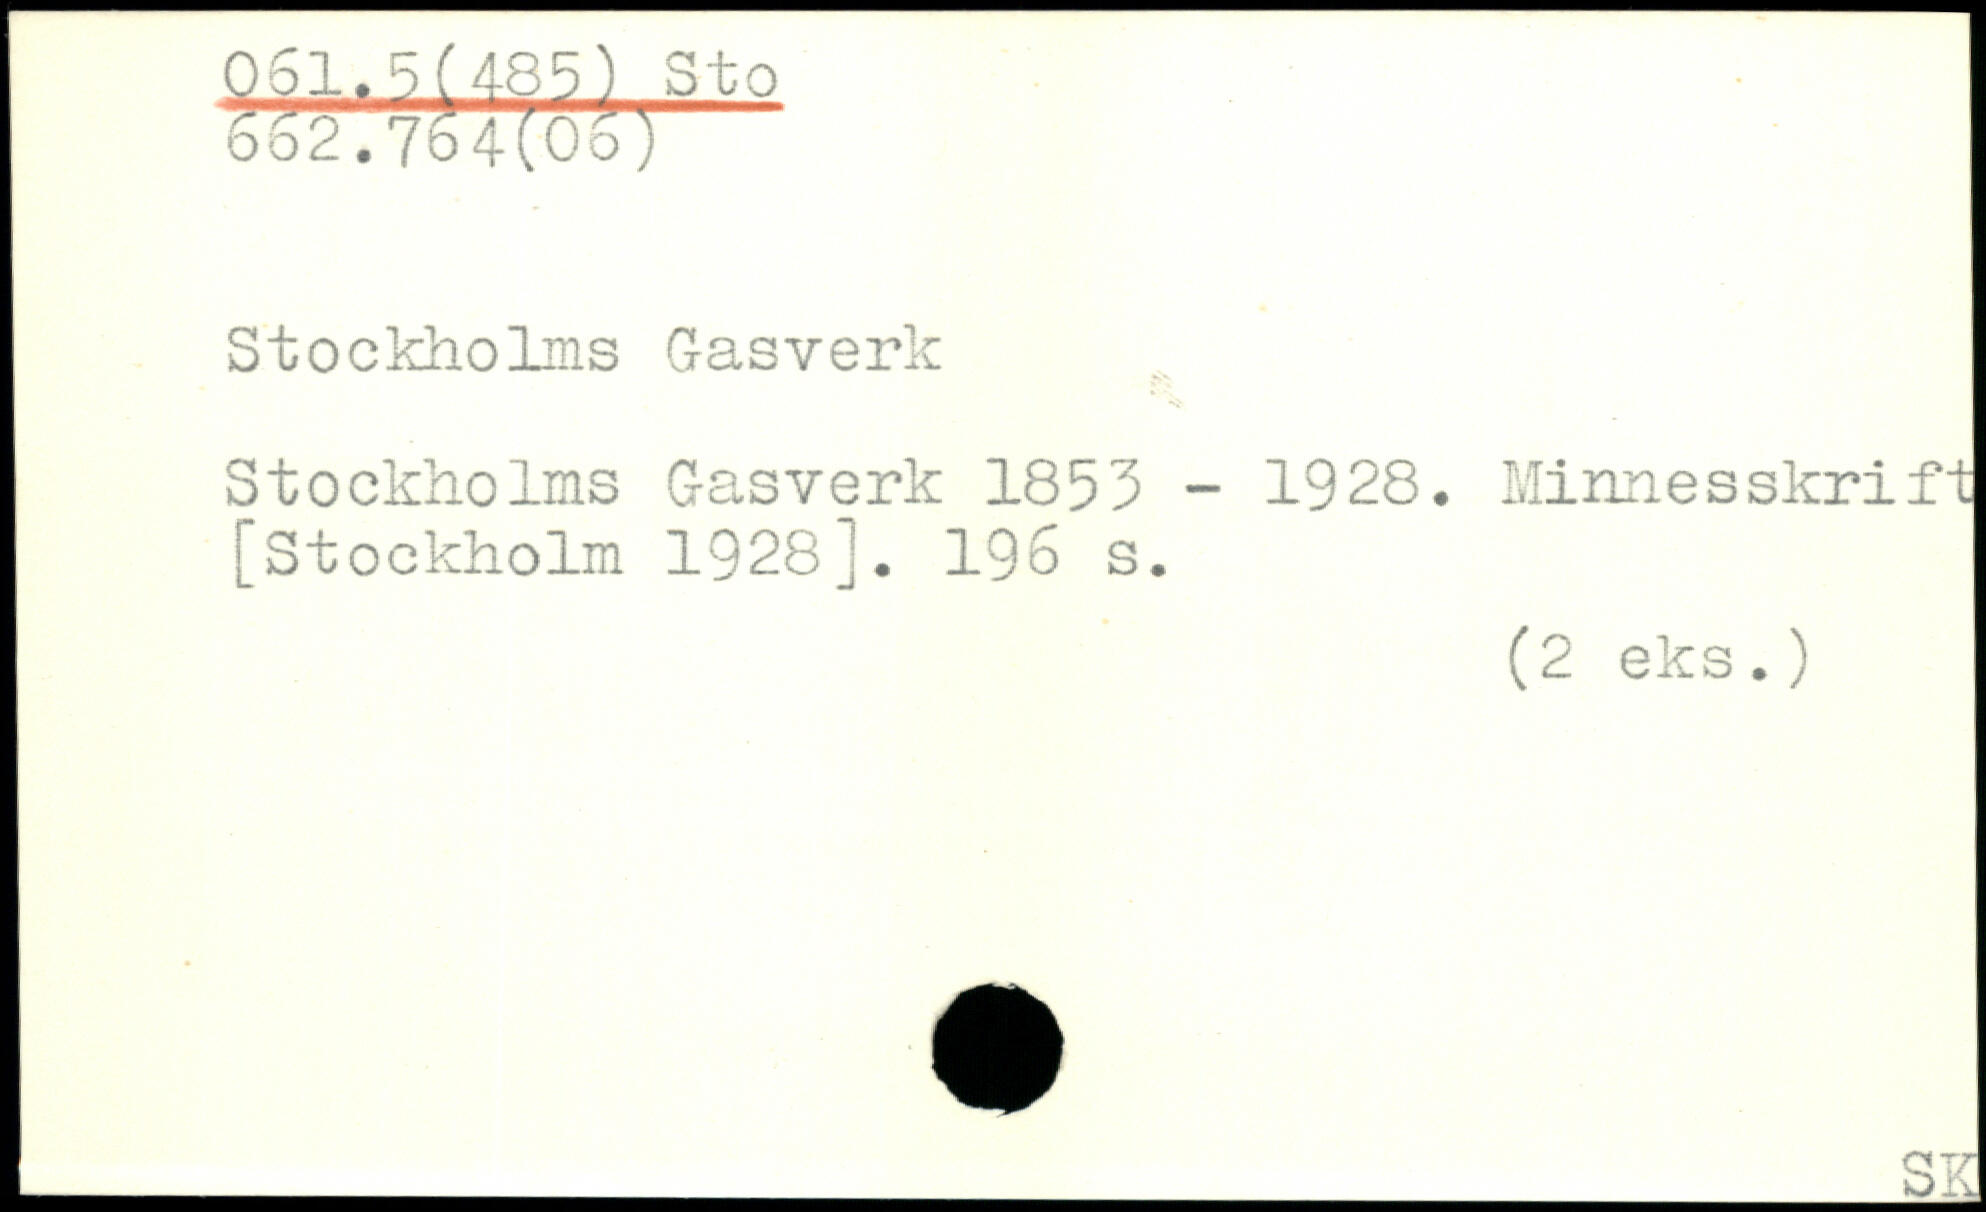 061.5(485) Sto
662.764(06)
Stockholms Gasverk
Stockholms Gasverk 1853 - 1928. Minnesskrift
[Stockholm 1928]. 196 s.
(2 eks.)
SK